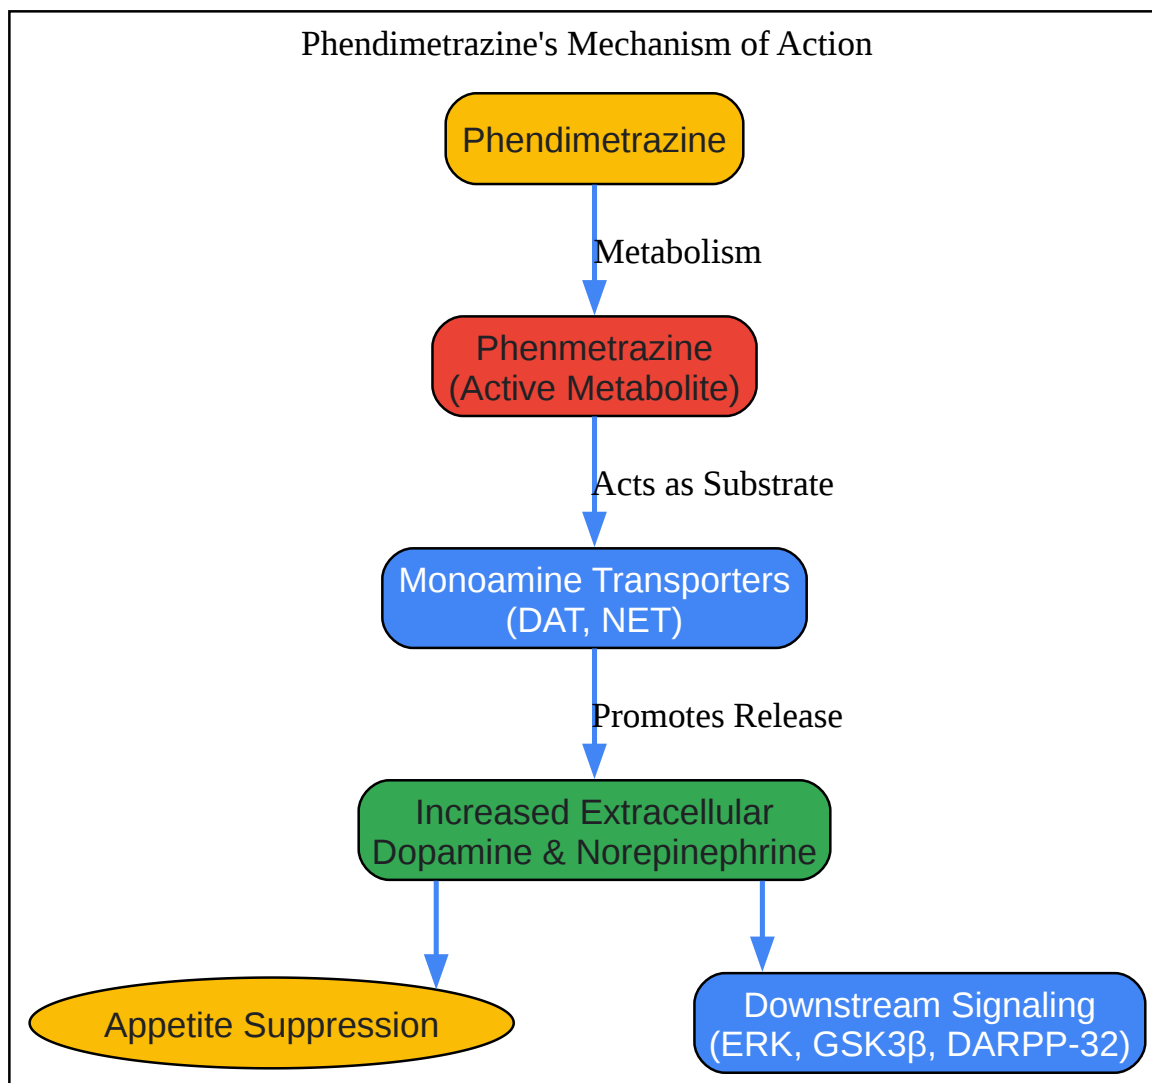 Phendimetrazine's Mechanism of Action
Phendimetrazine
Metabolism
Phenmetrazine
(Active Metabolite)
Acts as Substrate
Monoamine Transporters
(DAT, NET)
Promotes Release
Increased Extracellular
Dopamine & Norepinephrine
Appetite Suppression
Downstream Signaling
(ERK, GSK3β, DARPP-32)